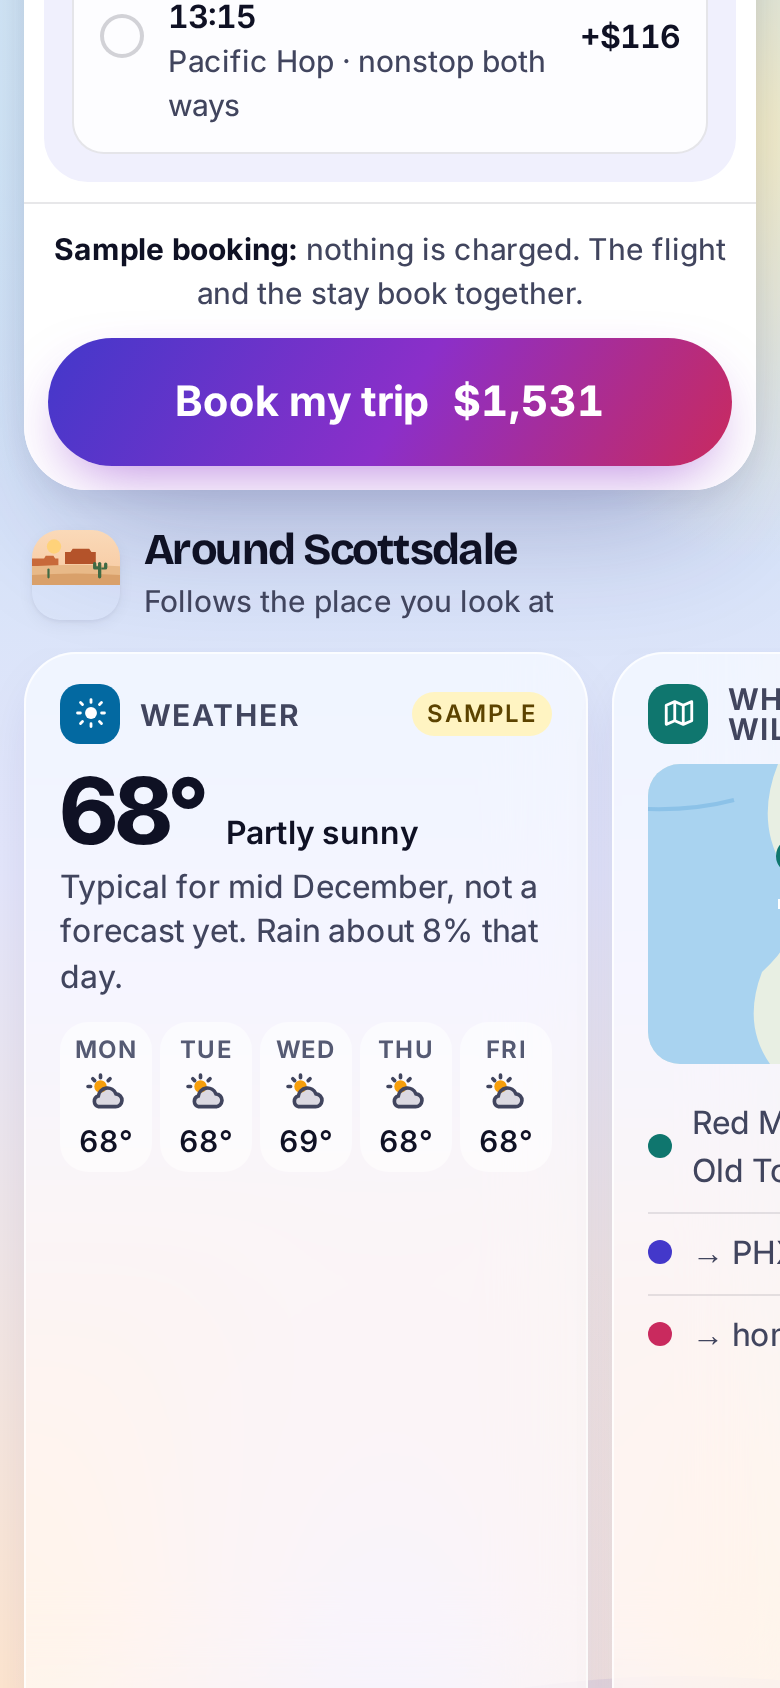 13:15
+$116
Pacific Hop · nonstop both
ways
Sample booking: nothing is charged. The flight
and the stay book together.
Book my trip $1,531
Around Scottsdale
Follows the place you look at
WEATHER
SAMPLE
68° Partly sunny
Typical for mid December, not a
forecast yet. Rain about 8% that
day.
MON TUE WED THU FRI
68° 68° 69° 68° 68°
Red
Old
→
→